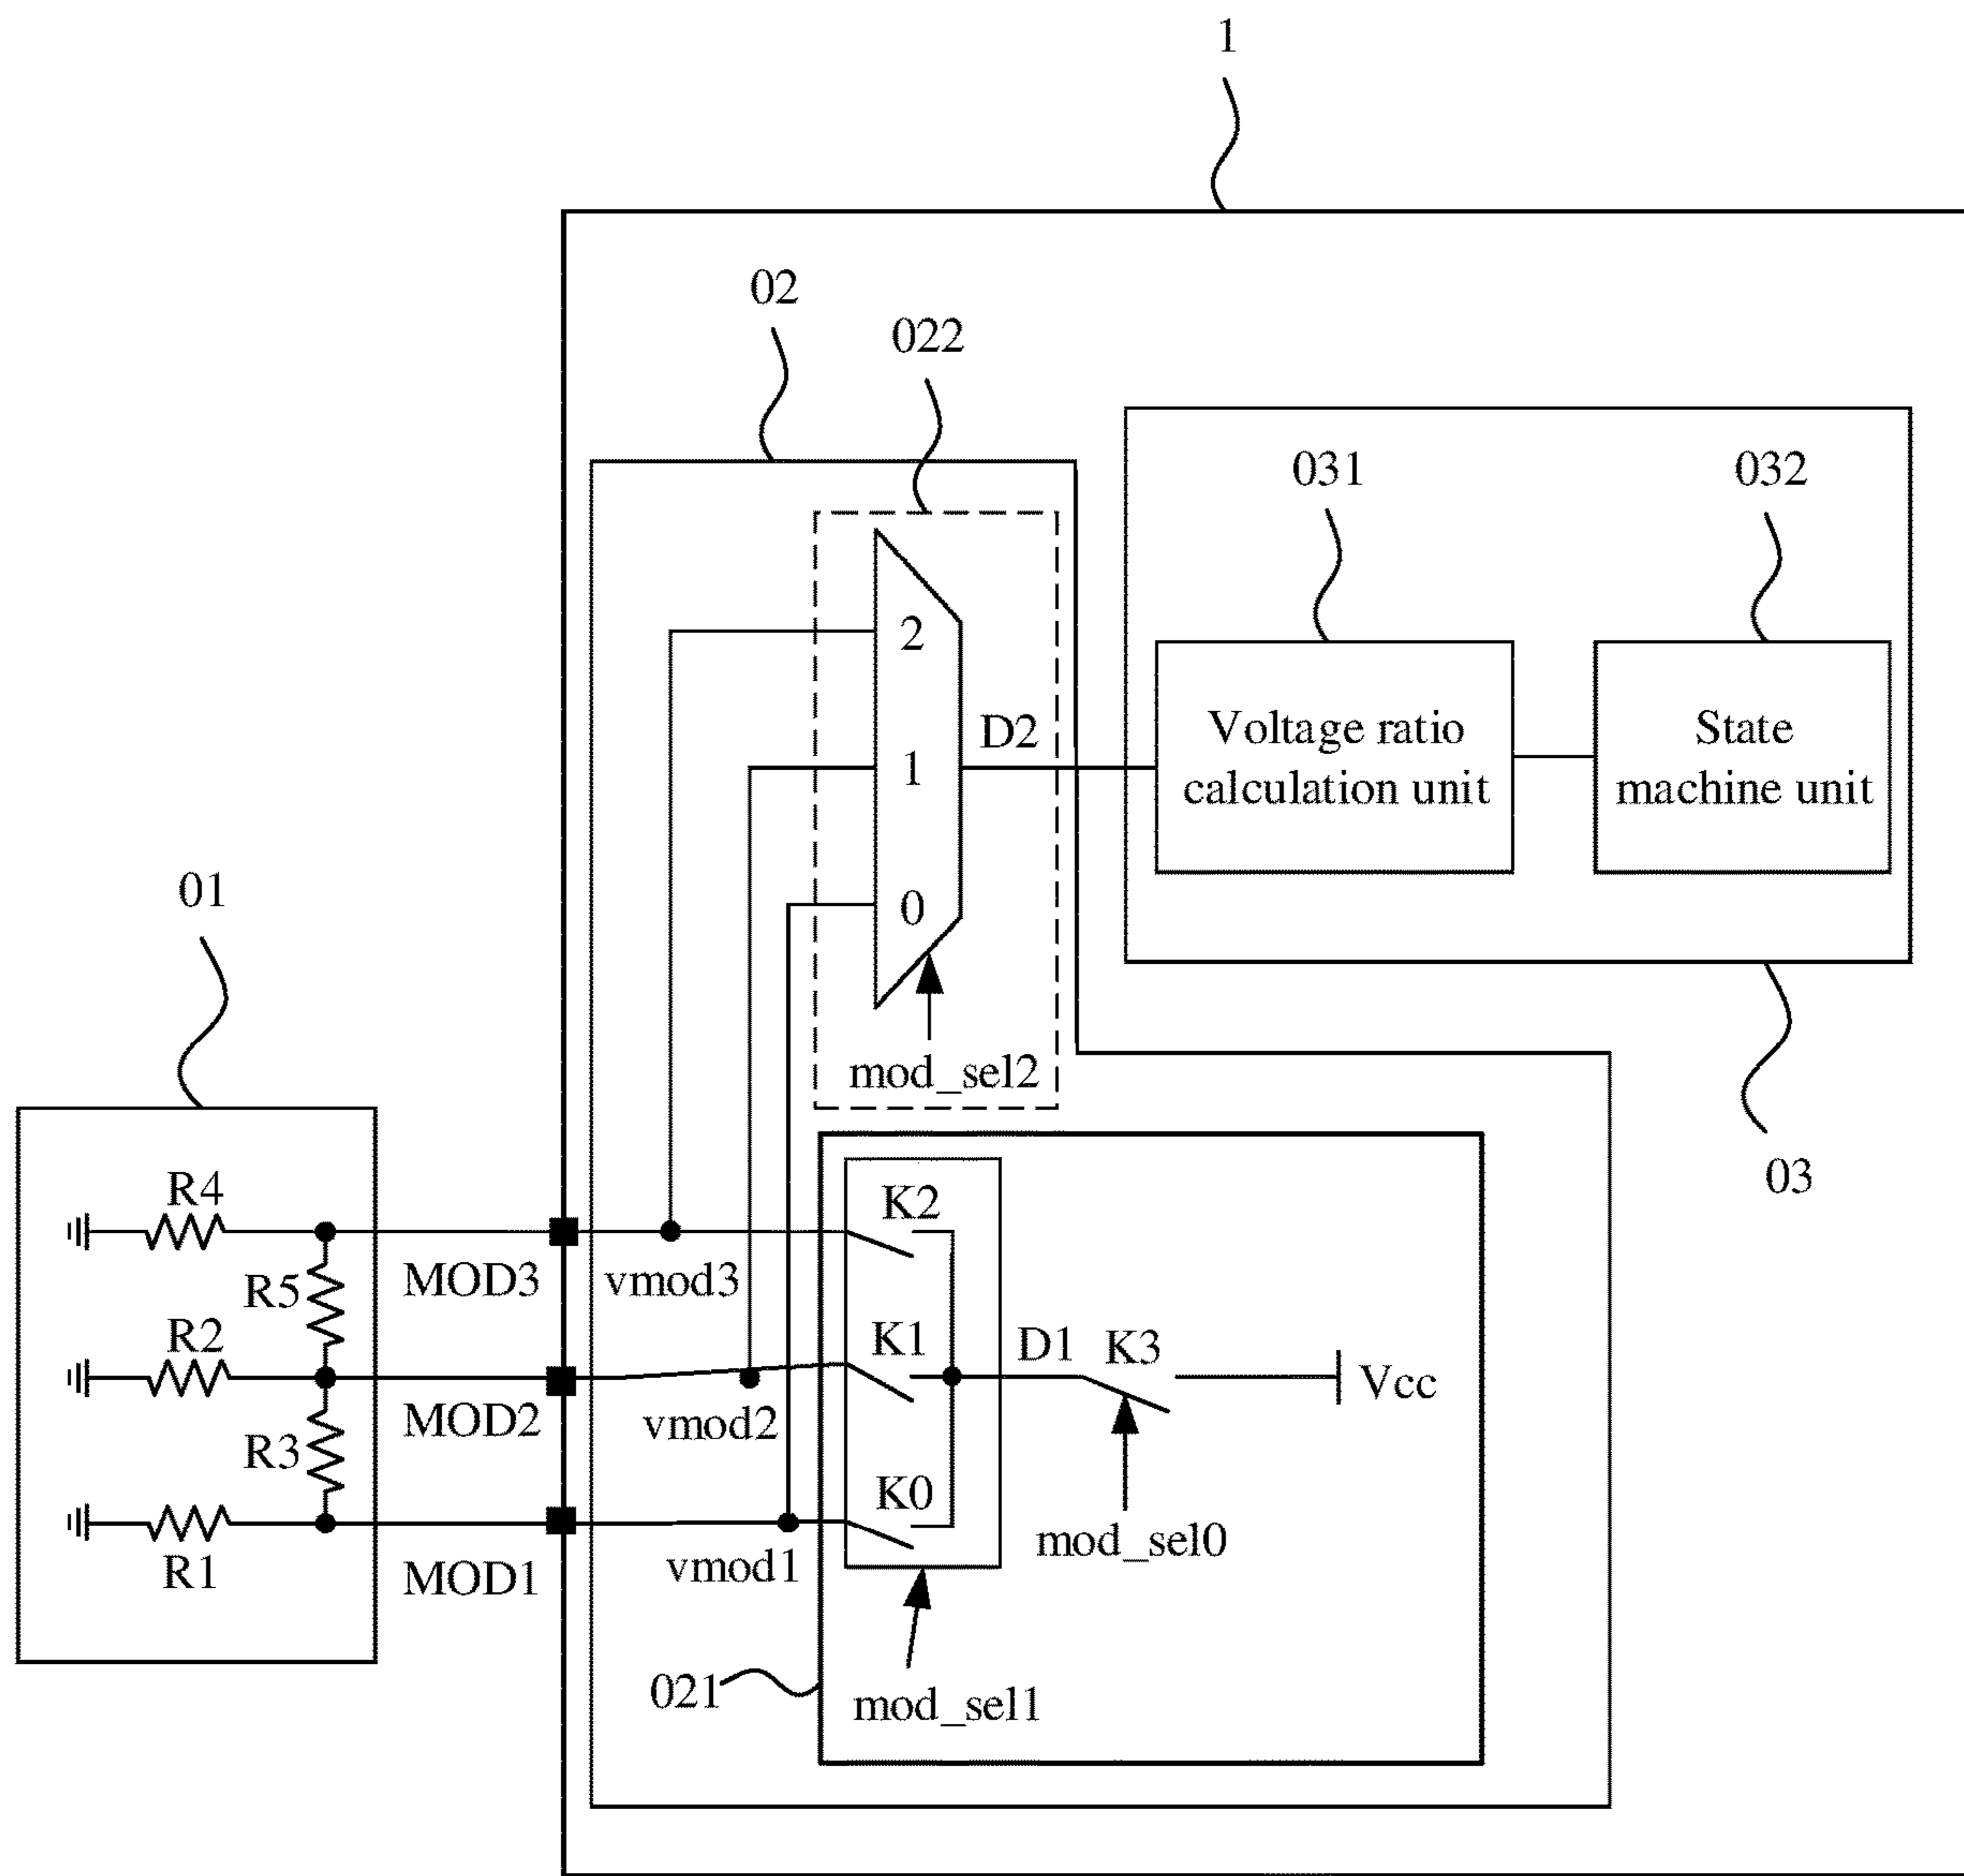 1
02
022
031
032
2
D2
1
Voltage ratio
calculation unit
State
machine unit
01
0
mod_sel2
03
R4
K2
R5
MOD3
vmod3
R2
K1
D1
K3
Vcc
R3
MOD2
vmod2
K0
mod_sel0
R1
MOD1
vmod1
021
mod_sel1